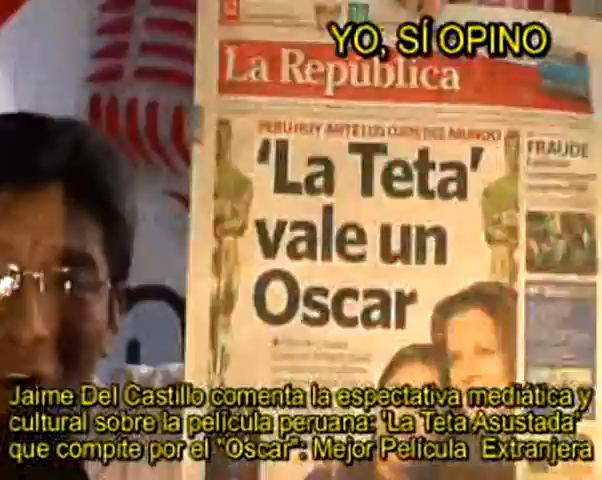 YO, SÍ OPINO
La República
PERU HOY ANTE LOS OJOS DEL MUNDO
'La Teta'
vale un
Oscar
FRAUDE
Jaime Del Castillo comenta la espectativa mediática y
cultural sobre la película peruana: 'La Teta Asustada'
que compite por el "Oscar": Mejor Película Extranjera